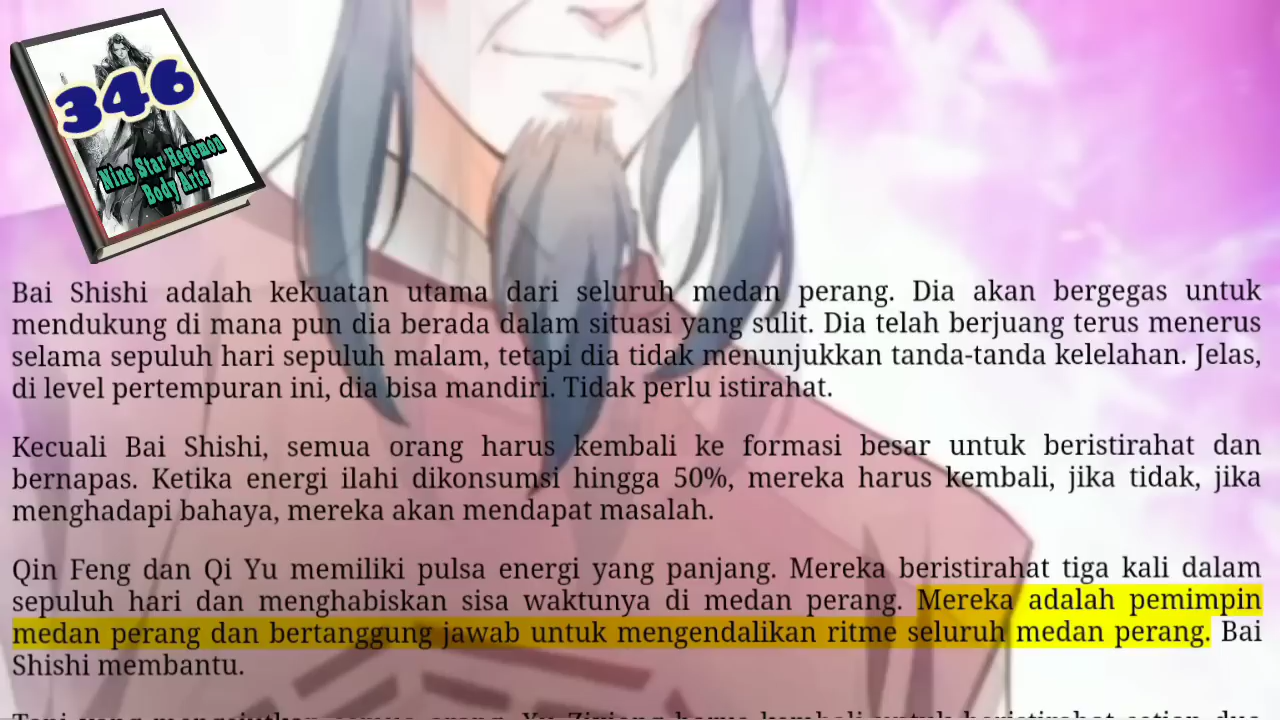 346
Nine Star Hegemon
Body Arts
Bai Shishi adalah kekuatan utama dari seluruh medan perang. Dia akan bergegas untuk
mendukung di mana pun dia berada dalam situasi yang sulit. Dia telah berjuang terus menerus
selama sepuluh hari sepuluh malam, tetapi dia tidak menunjukkan tanda-tanda kelelahan. Jelas,
di level pertempuran ini, dia bisa mandiri. Tidak perlu istirahat.
Kecuali Bai Shishi, semua orang harus kembali ke formasi besar untuk beristirahat dan
bernapas. Ketika energi ilahi dikonsumsi hingga 50%, mereka harus kembali, jika tidak, jika
menghadapi bahaya, mereka akan mendapat masalah.
Qin Feng dan Qi Yu memiliki pulsa energi yang panjang. Mereka beristirahat tiga kali dalam
sepuluh hari dan menghabiskan sisa waktunya di medan perang. Mereka adalah pemimpin
medan perang dan bertanggung jawab untuk mengendalikan ritme seluruh medan perang. Bai
Shishi membantu.